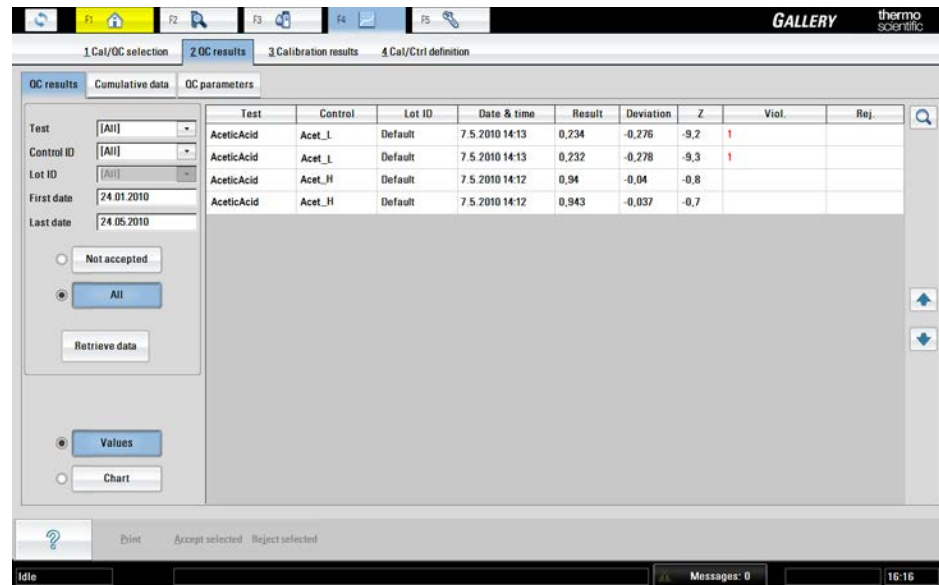 F1 F2 F3 F4 F5 GALLERY thermo scientific
1 Cal/QC selection 2 QC results 3 Calibration results 4 Cal/Ctrl definition
QC results Cumulative data QC parameters
Test [All]
Control ID [All]
Lot ID [All]
First date 24.01.2010
Last date 24.05.2010
Not accepted
All
Retrieve data
Values
Chart
Test Control Lot ID Date & time Result Deviation Z Viol. Rej.
AceticAcid Acet_L Default 7.5.2010 14:13 0,234 -0,276 -9,2 1
AceticAcid Acet_L Default 7.5.2010 14:13 0,232 -0,278 -9,3 1
AceticAcid Acet_H Default 7.5.2010 14:12 0,94 -0,04 -0,8
AceticAcid Acet_H Default 7.5.2010 14:12 0,943 -0,037 -0,7
? Print Accept selected Reject selected
Idle Messages: 0 16:16